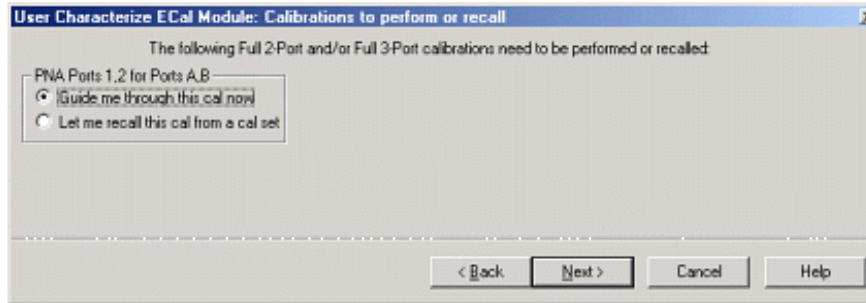 User Characterize ECal Module: Calibrations to perform or recall
The following Full 2-Port and/or Full 3-Port calibrations need to be performed or recalled:
PNA Ports 1,2 for Ports A,B
Guide me through this cal now
Let me recall this cal from a cal set
< Back
Next >
Cancel
Help